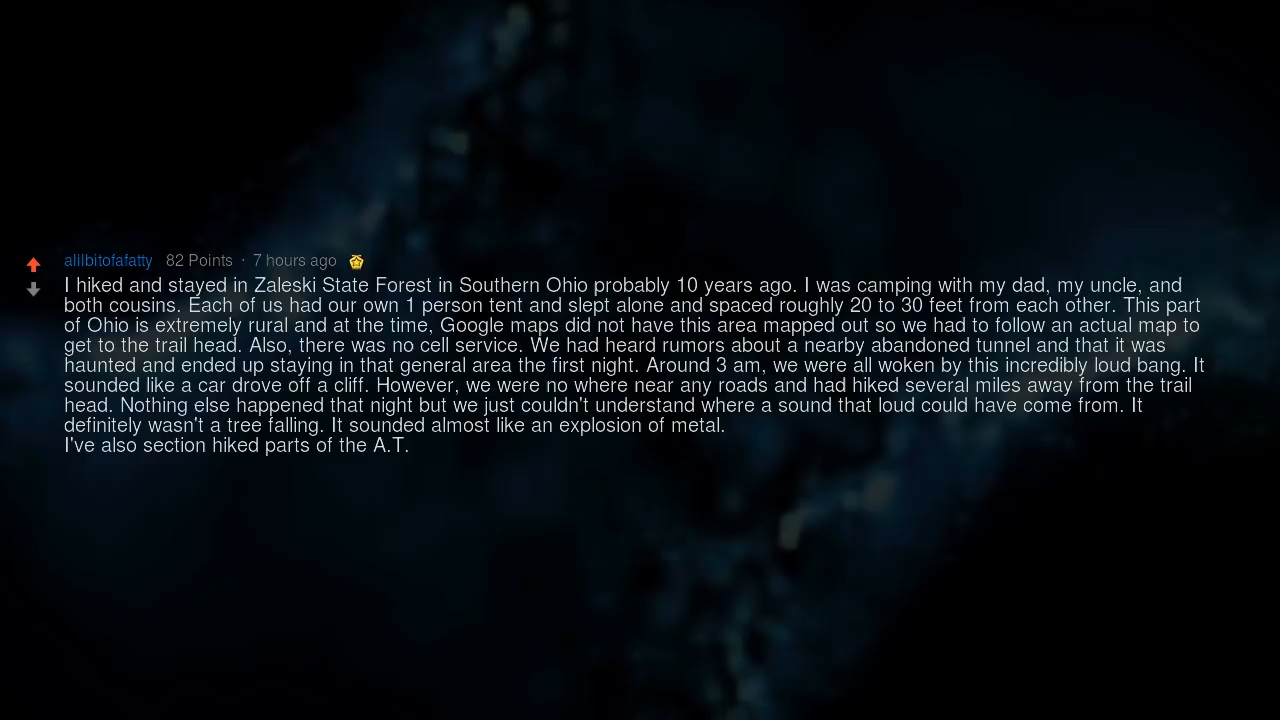 alilbitofafatty 82 Points · 7 hours ago
I hiked and stayed in Zaleski State Forest in Southern Ohio probably 10 years ago. I was camping with my dad, my uncle, and
both cousins. Each of us had our own 1 person tent and slept alone and spaced roughly 20 to 30 feet from each other. This part
of Ohio is extremely rural and at the time, Google maps did not have this area mapped out so we had to follow an actual map to
get to the trail head. Also, there was no cell service. We had heard rumors about a nearby abandoned tunnel and that it was
haunted and ended up staying in that general area the first night. Around 3 am, we were all woken by this incredibly loud bang. It
sounded like a car drove off a cliff. However, we were no where near any roads and had hiked several miles away from the trail
head. Nothing else happened that night but we just couldn't understand where a sound that loud could have come from. It
definitely wasn't a tree falling. It sounded almost like an explosion of metal.
I've also section hiked parts of the A.T.